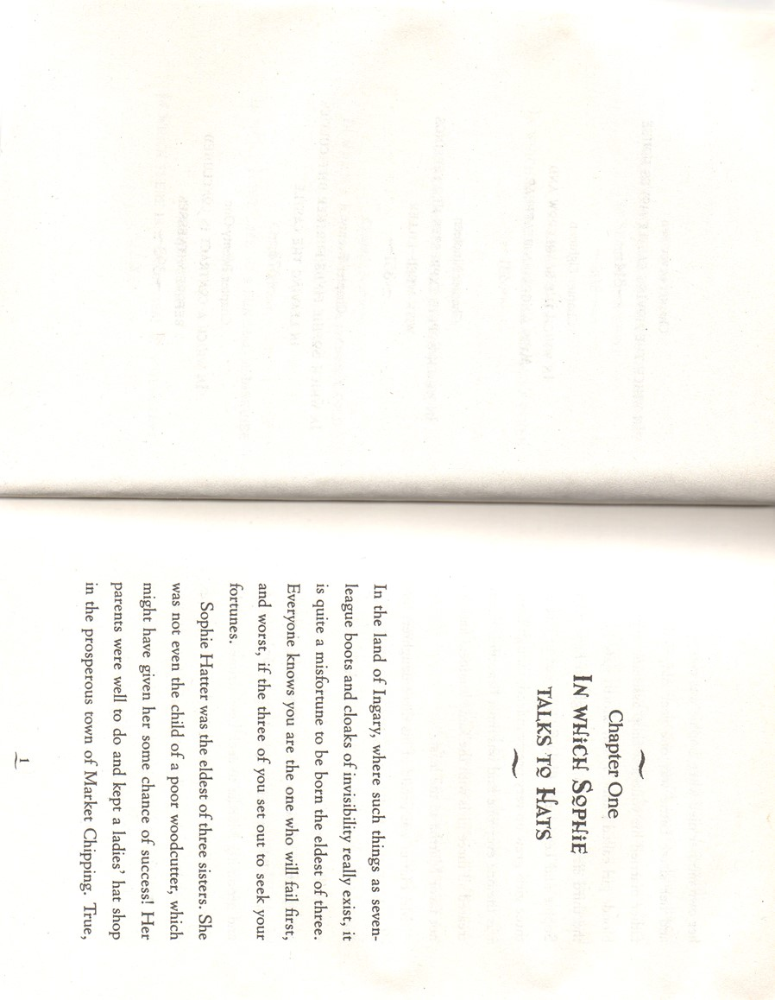 Chapter One
IN WHICH SOPHIE
TALKS TO HATS
In the land of Ingary, where such things as seven-
league boots and cloaks of invisibility really exist, it
is quite a misfortune to be born the eldest of three.
Everyone knows you are the one who will fail first,
and worst, if the three of you set out to seek your
fortunes.
Sophie Hatter was the eldest of three sisters. She
was not even the child of a poor woodcutter, which
might have given her some chance of success! Her
parents were well to do and kept a ladies' hat shop
in the prosperous town of Market Chipping. True,
1